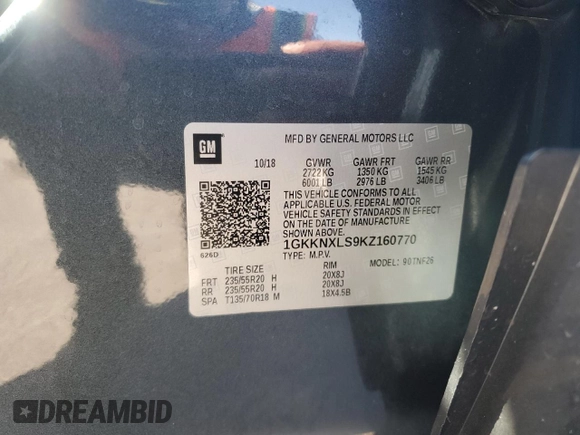 GM
MFD BY GENERAL MOTORS LLC
10/18 GVWR GAWR FRT GAWR RR
2722 KG 1350 KG 1545 KG
6001 LB 2976 LB 3406 LB
THIS VEHICLE CONFORMS TO ALL
APPLICABLE U.S. FEDERAL MOTOR
VEHICLE SAFETY STANDARDS IN EFFECT
ON THE DATE OF MANUFACTURE
SHOWN ABOVE.
1GKKNXLS9KZ160770
626D TYPE: M.P.V. MODEL: 90TNF26
TIRE SIZE RIM
FRT 235/55R20 H 20X8J
RR 235/55R20 H 20X8J
SPA T135/70R18 M 18X4.5B
DREAMBID